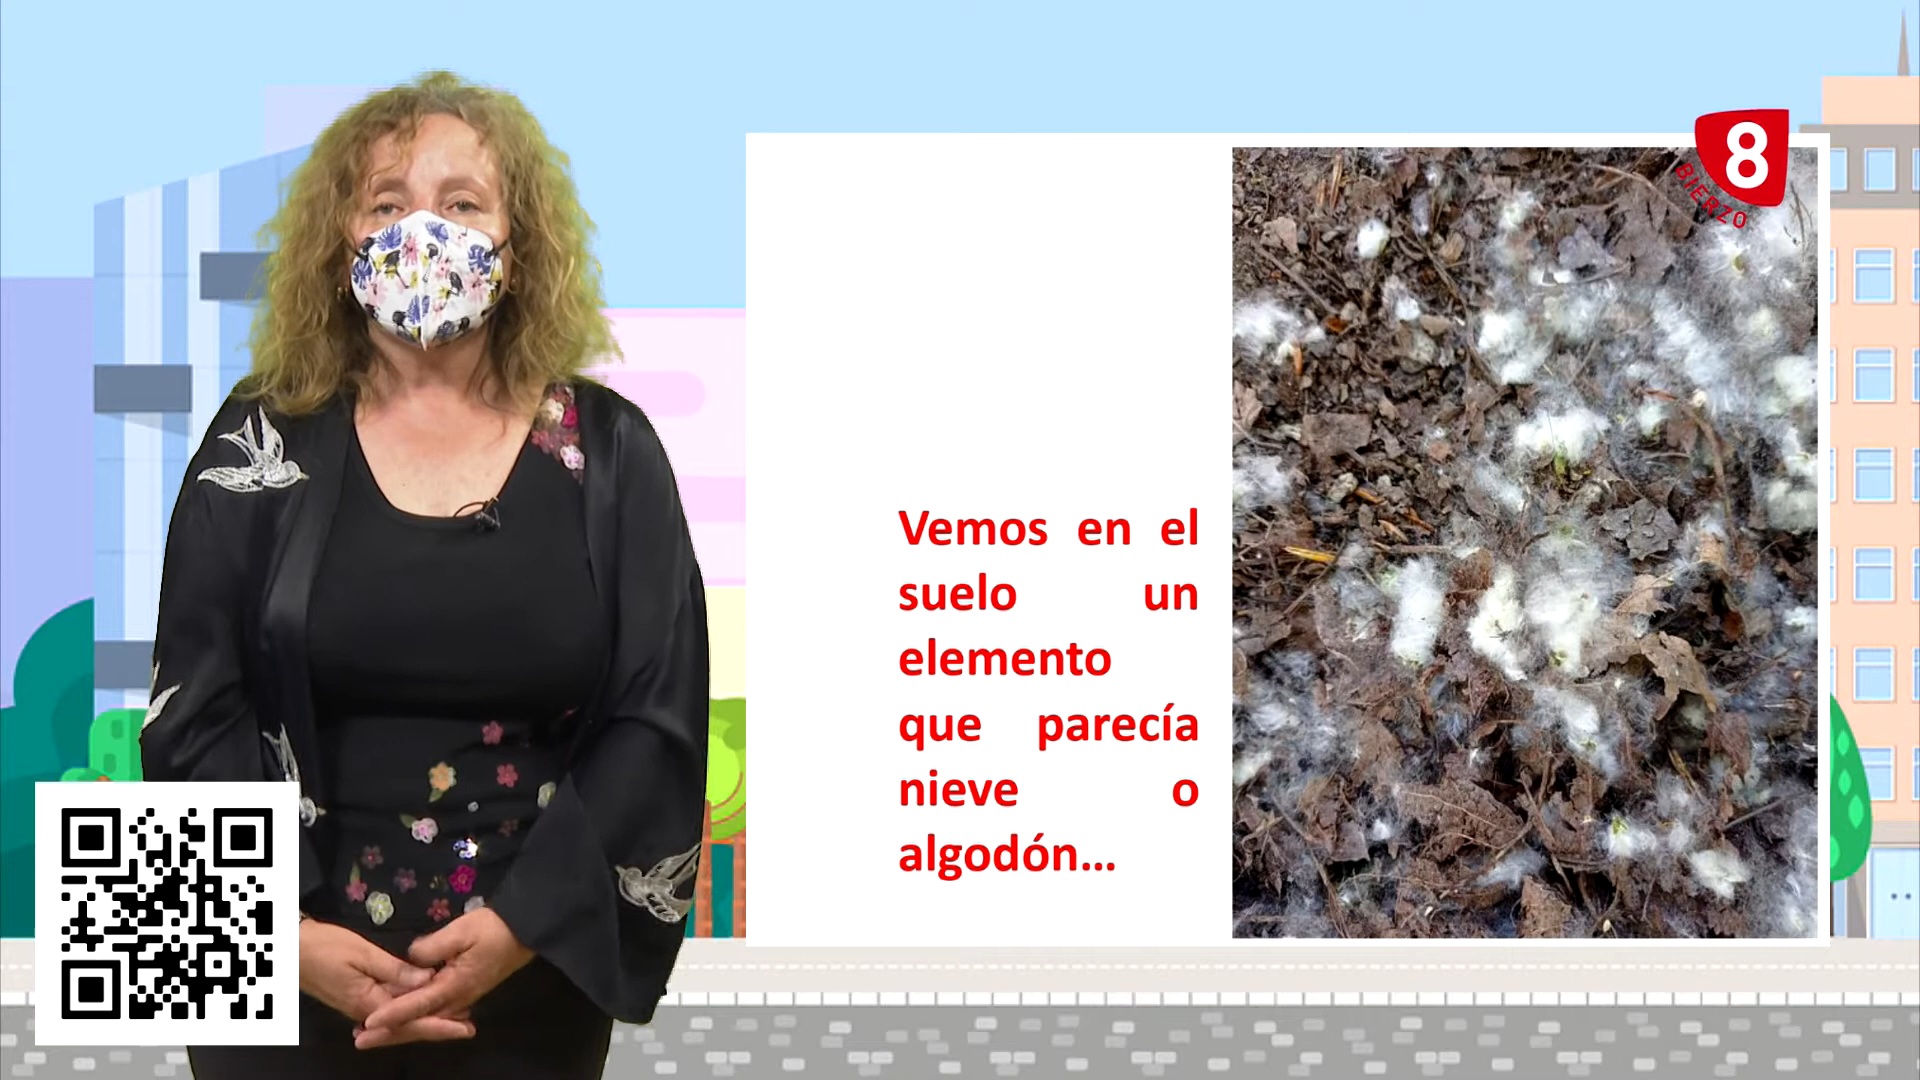 8
BIERZO
Vemos en el
suelo un
elemento
que parecía
nieve o
algodón...